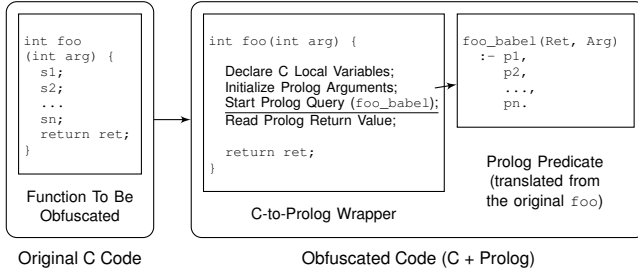 int foo
(int arg) {
s1;
s2;
...
sn;
return ret;
}
Function To Be
Obfuscated
Original C Code
int foo(int arg) {
Declare C Local Variables;
Initialize Prolog Arguments;
Start Prolog Query (foo_babel);
Read Prolog Return Value;
return ret;
}
C-to-Prolog Wrapper
foo_babel(Ret, Arg)
:- p1,
p2,
...,
pn.
Prolog Predicate
(translated from
the original foo)
Obfuscated Code (C + Prolog)